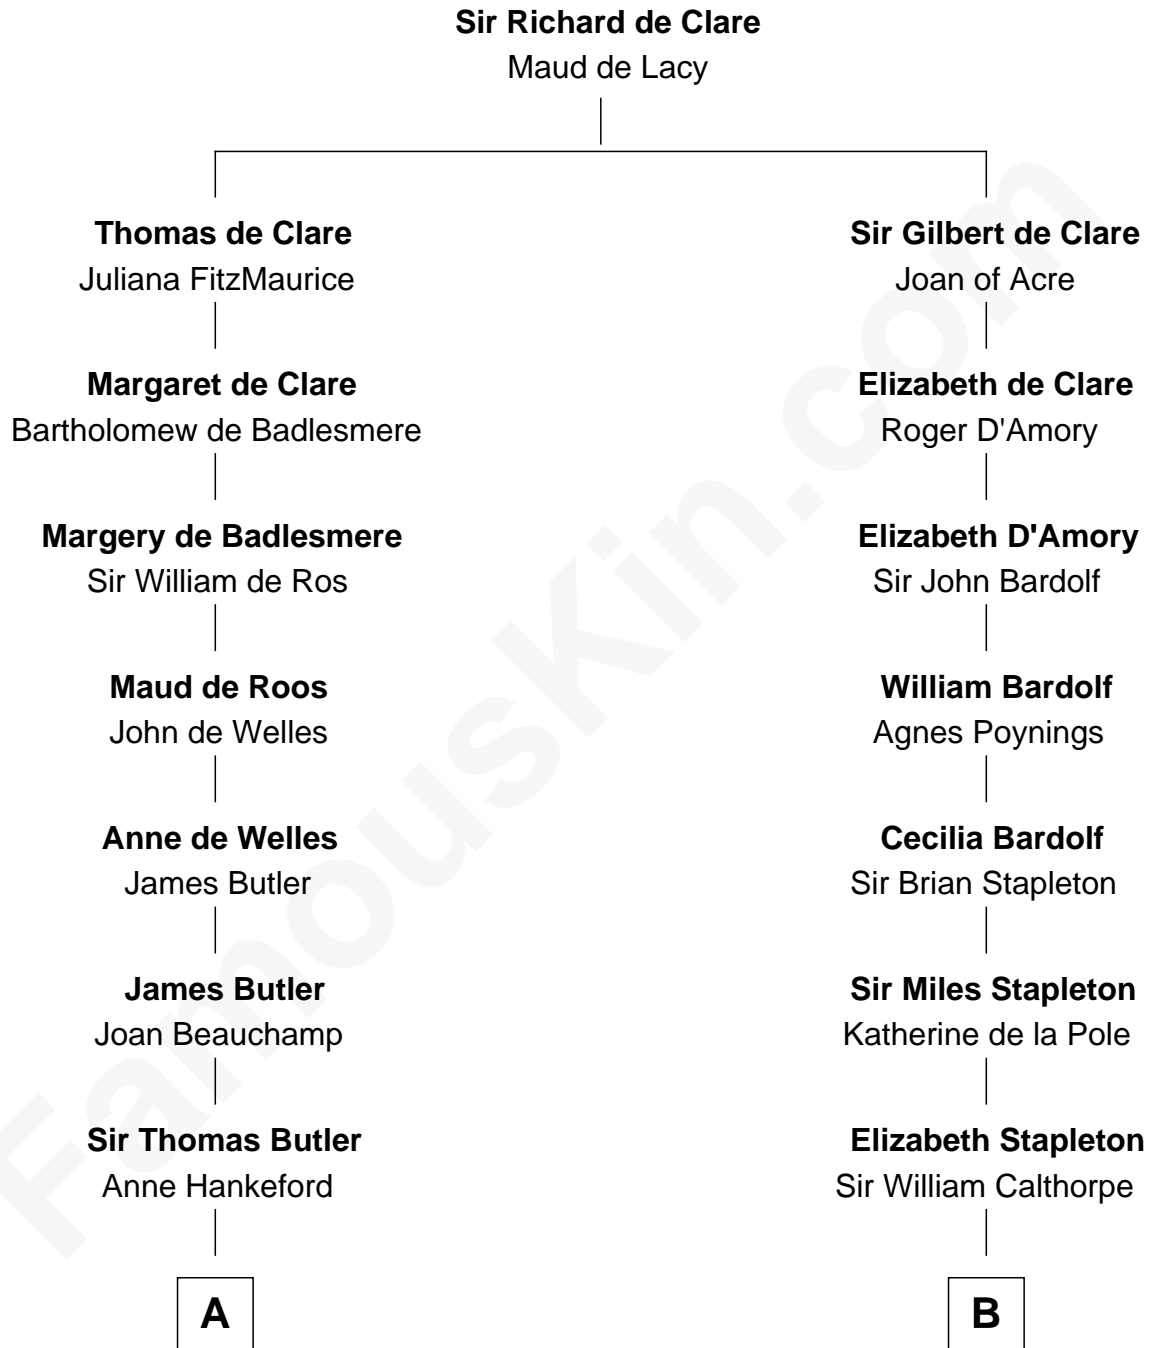 Sir Richard de Clare
Maud de Lacy
Thomas de Clare
Juliana FitzMaurice
Margaret de Clare
Bartholomew de Badlesmere
Margery de Badlesmere
Sir William de Ros
Maud de Roos
John de Welles
Anne de Welles
James Butler
James Butler
Joan Beauchamp
Sir Thomas Butler
Anne Hankeford
A
Sir Gilbert de Clare
Joan of Acre
Elizabeth de Clare
Roger D'Amory
Elizabeth D'Amory
Sir John Bardolf
William Bardolf
Agnes Poynings
Cecilia Bardolf
Sir Brian Stapleton
Sir Miles Stapleton
Katherine de la Pole
Elizabeth Stapleton
Sir William Calthorpe
B
FamousKin.com